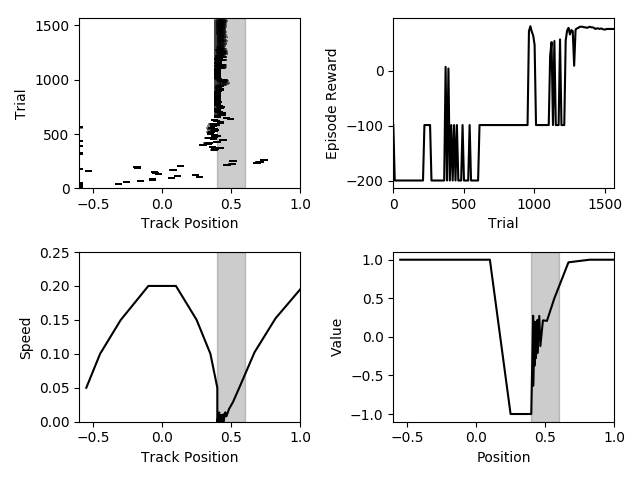 1500
1000
500
0
−0.5 0.0 0.5 1.0
Trial
Track Position
0
−100
−200
0 500 1000 1500
Episode Reward
Trial
0.25
0.20
0.15
0.10
0.05
0.00
−0.5 0.0 0.5 1.0
Speed
Track Position
1.0
0.5
0.0
−0.5
−1.0
−0.5 0.0 0.5 1.0
Value
Position